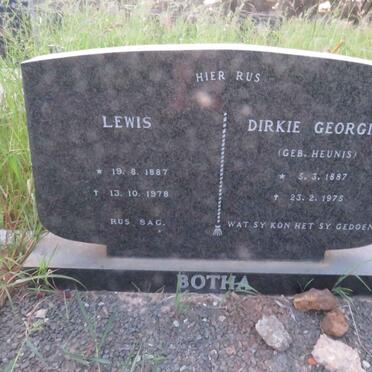 HIER RUS
LEWIS
* 19. 8. 1887
† 13. 10. 1978
RUS SAG.
DIRKIE GEORGI
(GEB. HEUNIS)
* 5. 3. 1887
† 23. 2. 1975
WAT SY KON HET SY GEDOEN
BOTHA